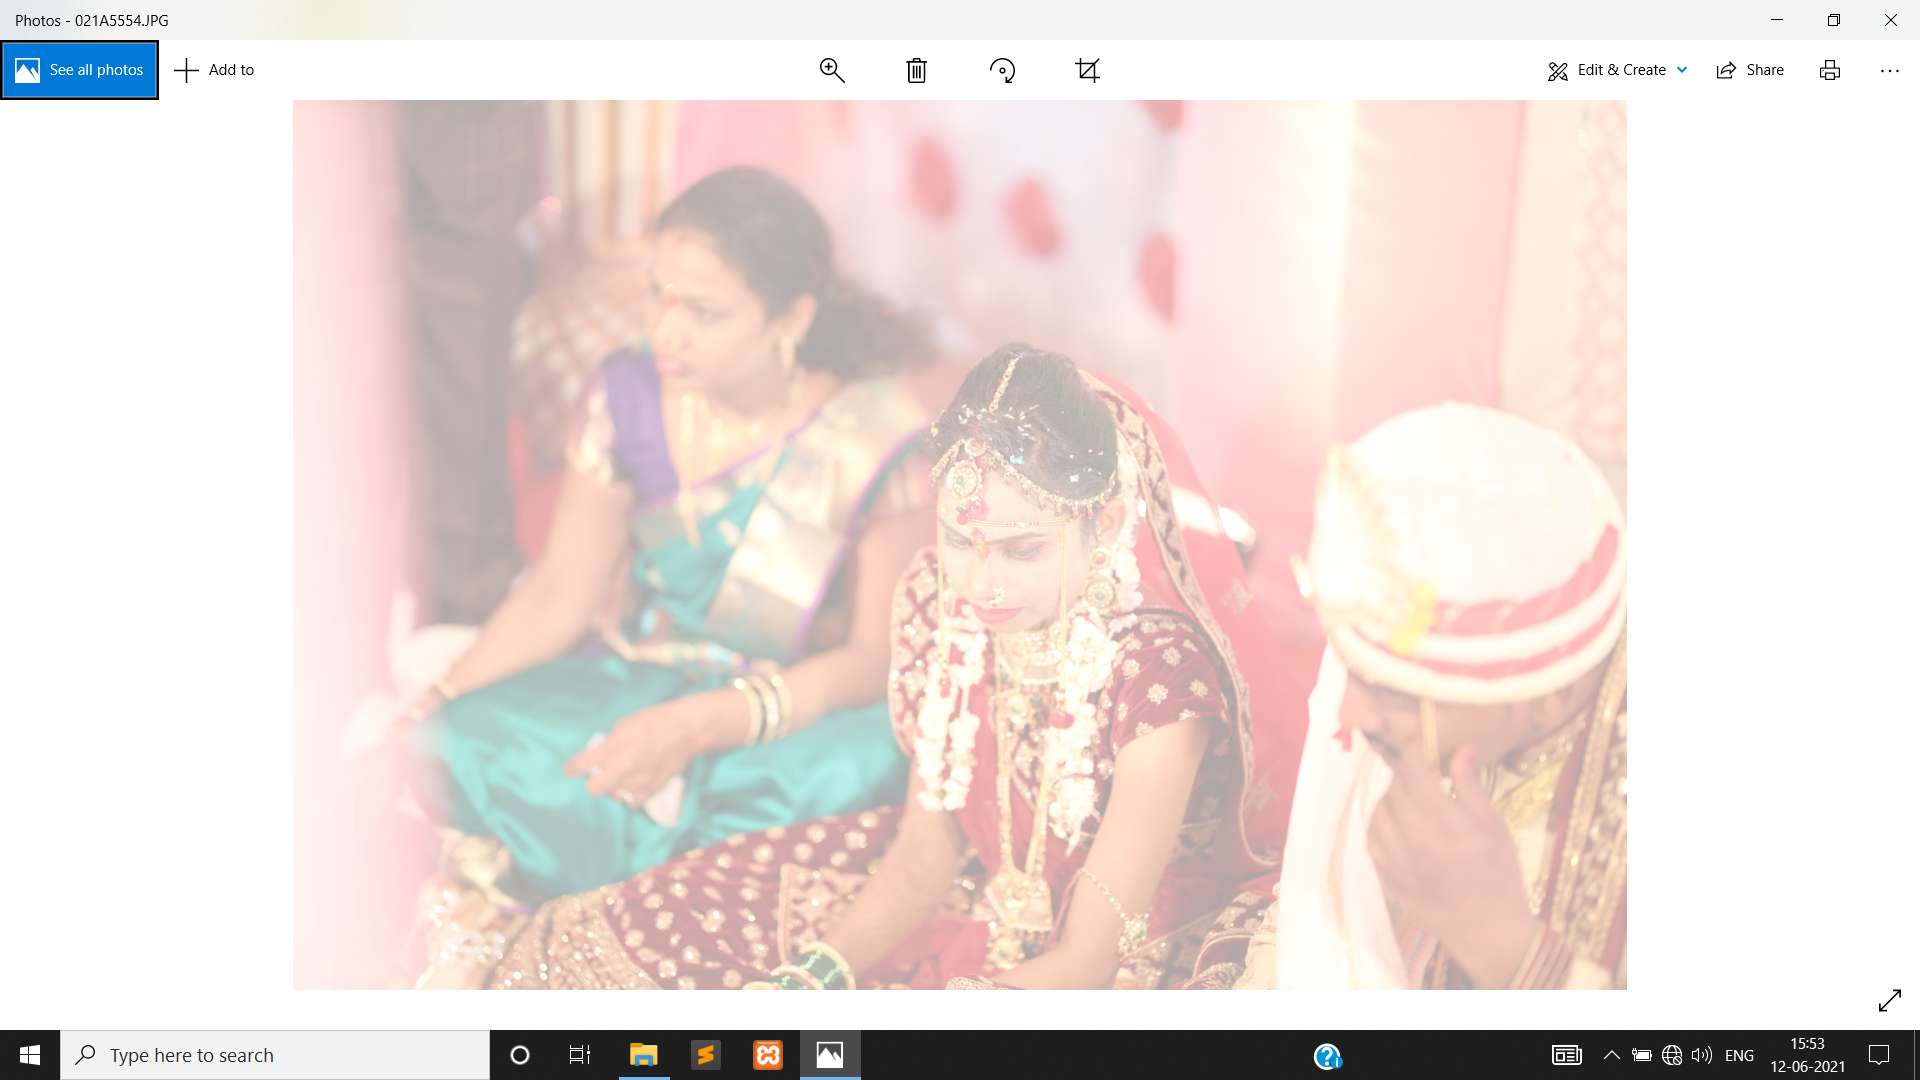 Photos - 021A5554.JPG
See all photos
Add to
Edit & Create
Share
Type here to search
ENG
15:53
12-06-2021